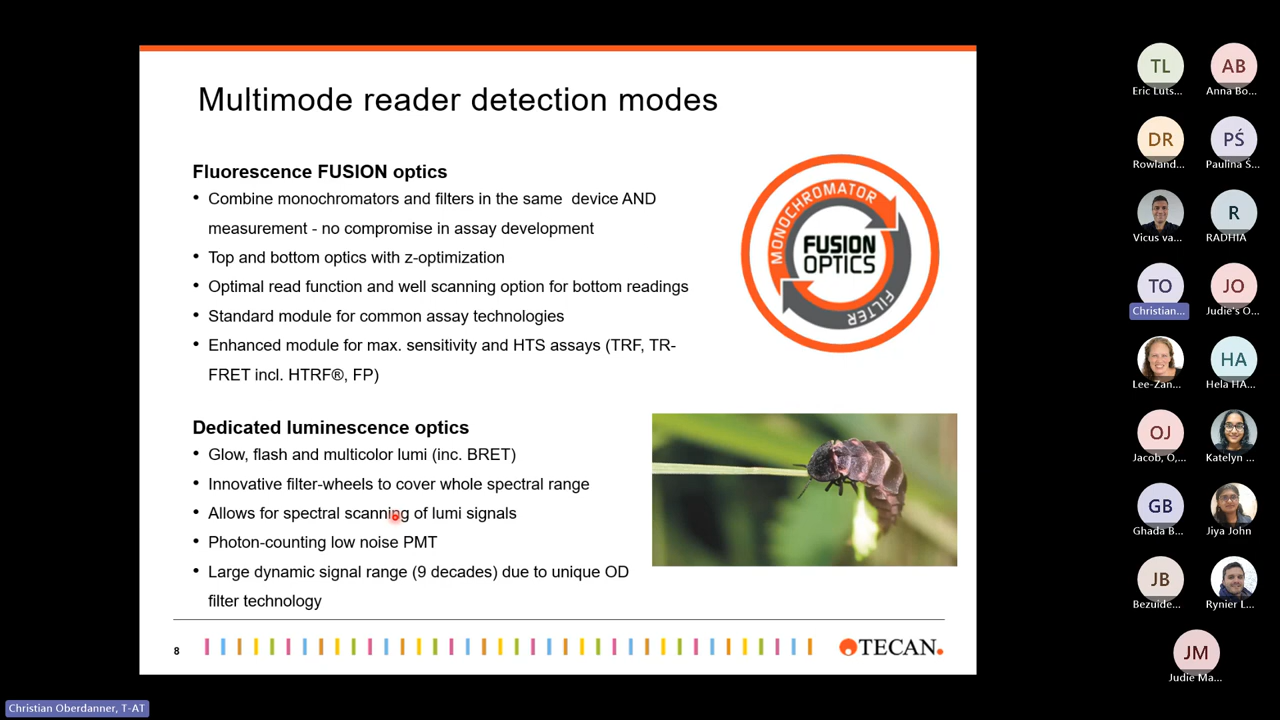 Multimode reader detection modes
Fluorescence FUSION optics
• Combine monochromators and filters in the same device AND
measurement - no compromise in assay development
• Top and bottom optics with z-optimization
• Optimal read function and well scanning option for bottom readings
• Standard module for common assay technologies
• Enhanced module for max. sensitivity and HTS assays (TRF, TR-
FRET incl. HTRF®, FP)
MONOCHROMATOR
FUSION
OPTICS
FILTER
Dedicated luminescence optics
• Glow, flash and multicolor lumi (inc. BRET)
• Innovative filter-wheels to cover whole spectral range
• Allows for spectral scanning of lumi signals
• Photon-counting low noise PMT
• Large dynamic signal range (9 decades) due to unique OD
filter technology
8
TECAN.
TL
Eric Luts...
AB
Anna Bo...
DR
Rowland...
PŚ
Paulina Ś...
Vicus va...
R
RADHIA
TO
Christian...
JO
Judie's O...
Lee-Zan...
HA
Hela HA...
OJ
Jacob, O,...
Katelyn ...
GB
Ghada B...
Jiya John
JB
Bezuide...
Rynier L...
JM
Judie Ma...
Christian Oberdanner, T-AT